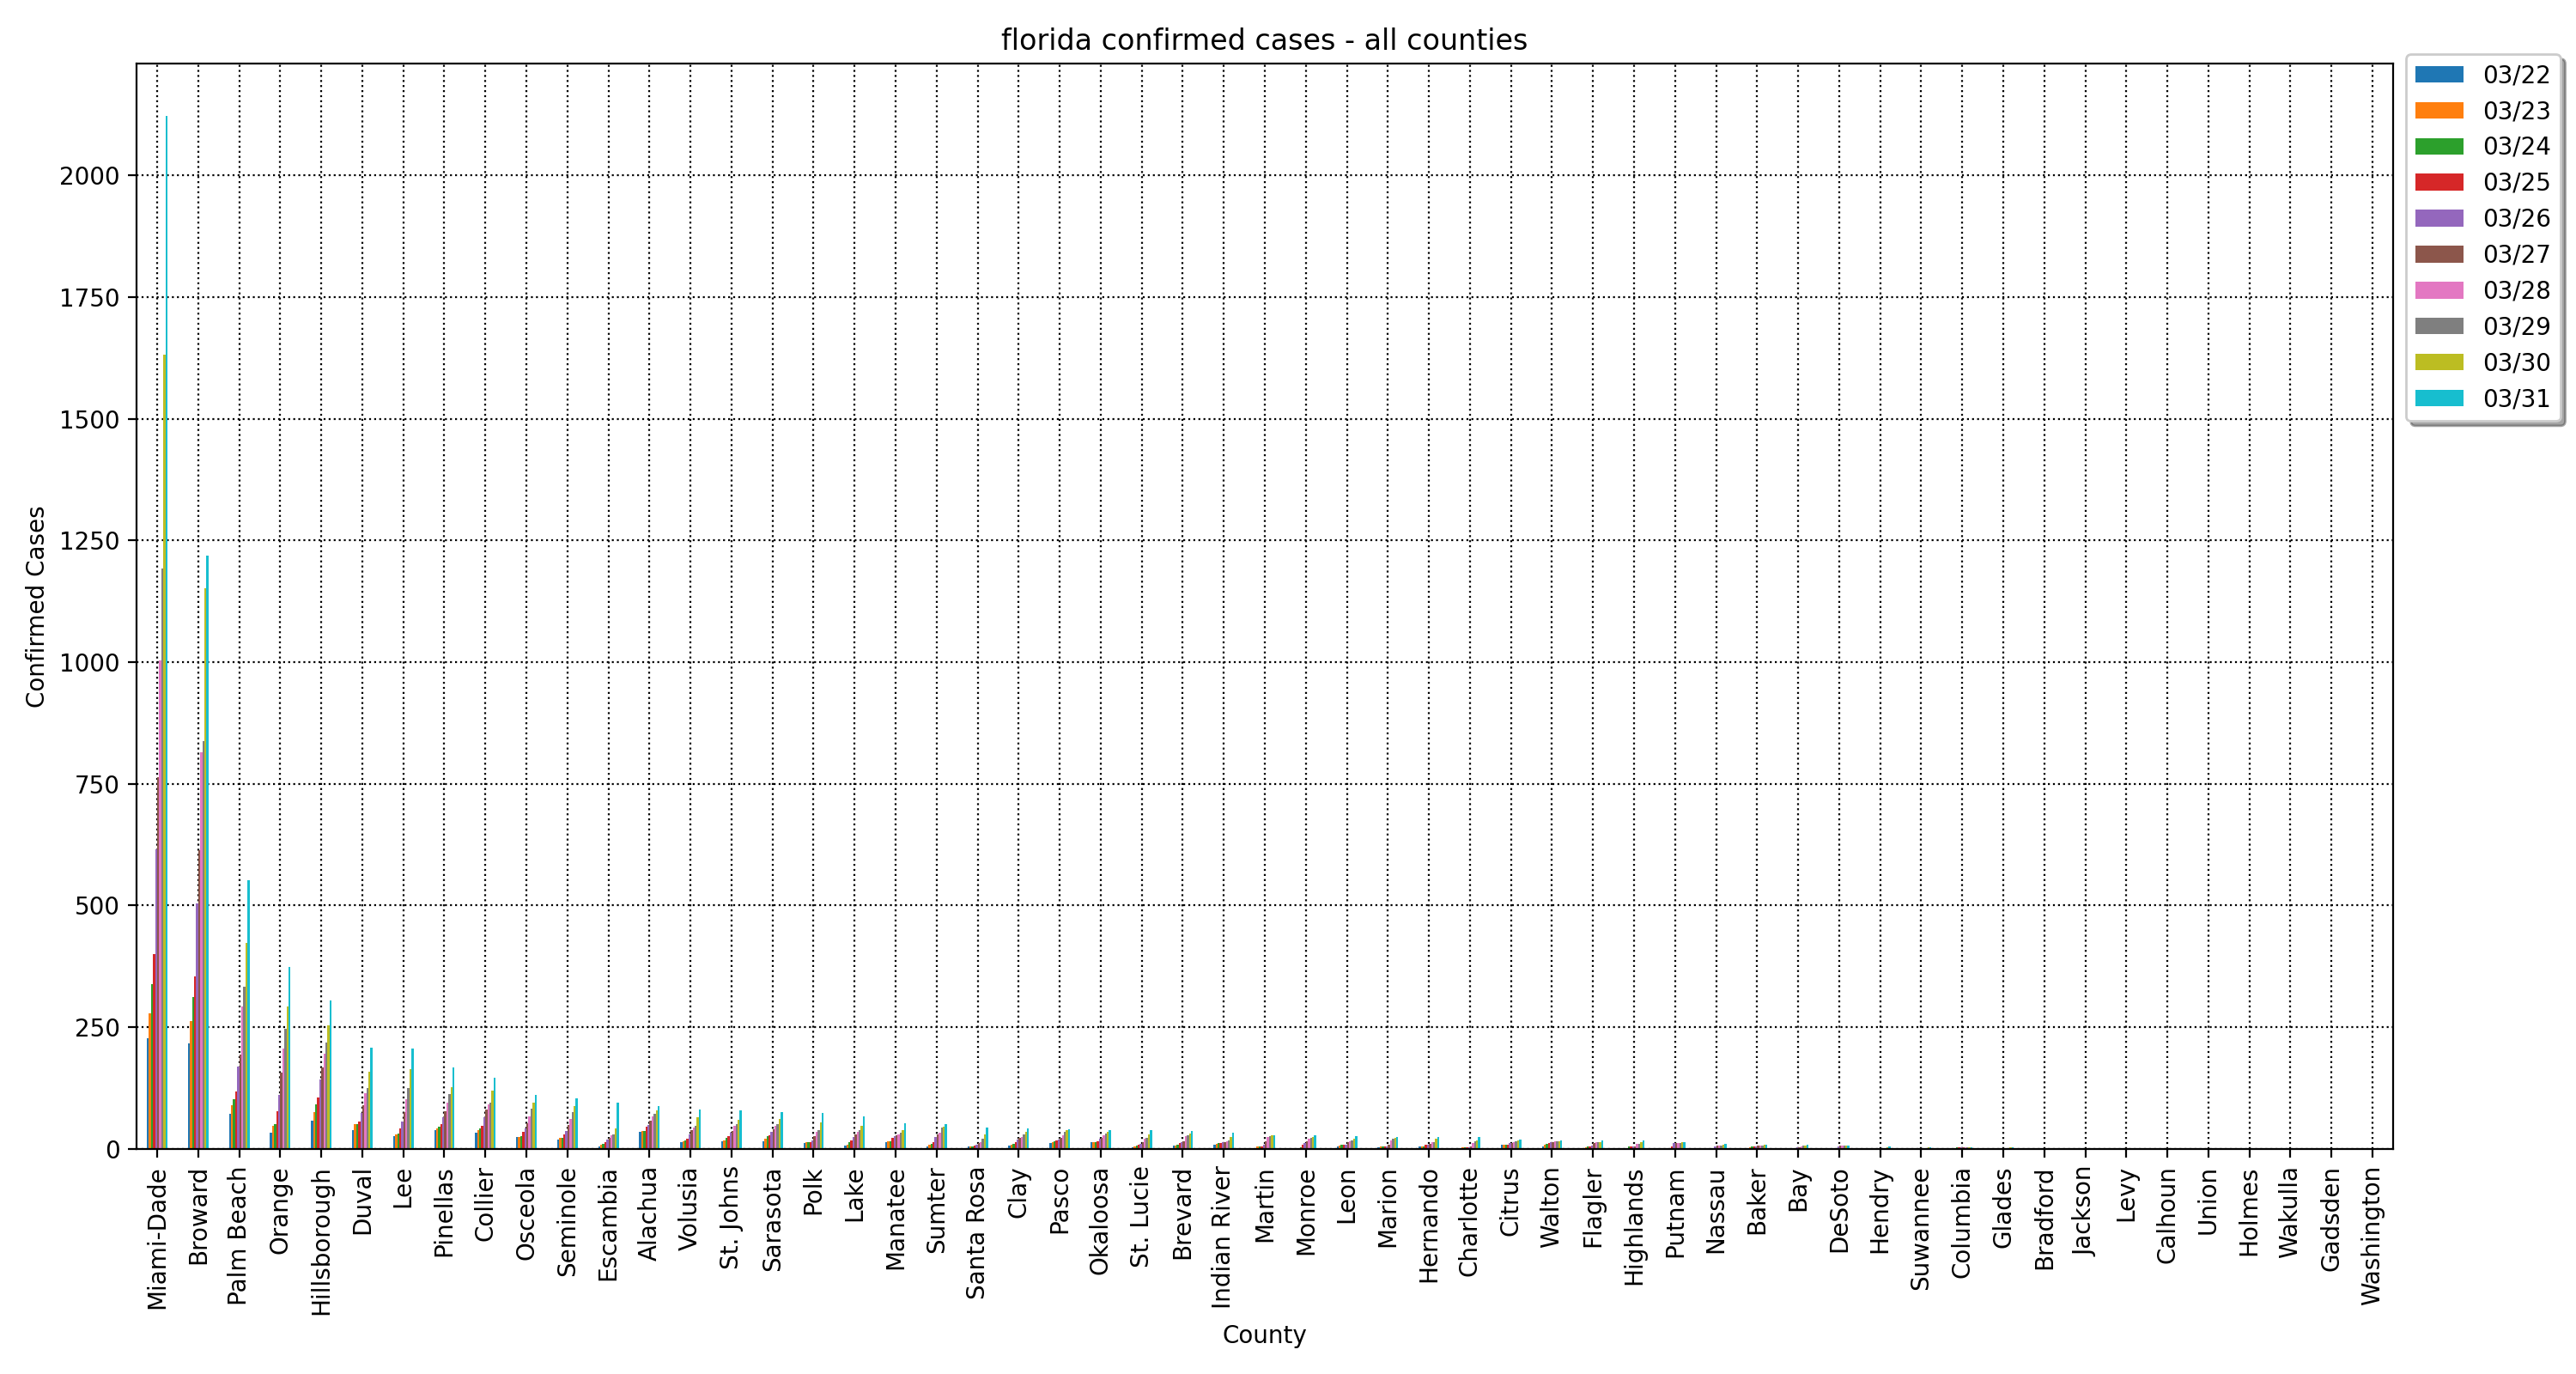 florida confirmed cases - all counties
03/22
03/23
03/24
03/25
03/26
03/27
03/28
03/29
03/30
03/31
Confirmed Cases
2000
1750
1500
1250
1000
750
500
250
0
Miami-Dade
Broward
Palm Beach
Orange
Hillsborough
Duval
Lee
Pinellas
Collier
Osceola
Seminole
Escambia
Alachua
Volusia
St. Johns
Sarasota
Polk
Lake
Manatee
Sumter
Santa Rosa
Clay
Pasco
Okaloosa
St. Lucie
Brevard
Indian River
Martin
Monroe
Leon
Marion
Hernando
Charlotte
Citrus
Walton
Flagler
Highlands
Putnam
Nassau
Baker
Bay
DeSoto
Hendry
Suwannee
Columbia
Glades
Bradford
Jackson
Levy
Calhoun
Union
Holmes
Wakulla
Gadsden
Washington
County